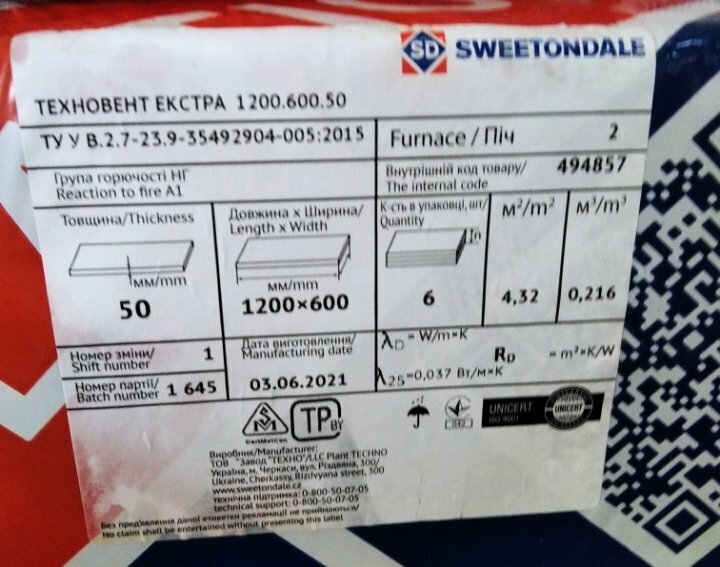 SD SWEETONDALE
ТЕХНОВЕНТ ЕКСТРА 1200.600.50
ТУ У В.2.7-23.9-35492904-005:2015
Furnace / Піч 2
Група горючості НГ
Reaction to fire A1
Внутрішній код товару/
The internal code
494857
Товщина/Thickness
мм/mm
50
Довжина x Ширина/
Length x Width
мм/mm
1200×600
К-сть в упаковці, шт/
Quantity
n
6
м²/m²
4,32
м³/m³
0,216
Номер зміни/
Shift number
1
Дата виготовлення/
Manufacturing date
03.06.2021
λD = W/m•K
RD = m²•K/W
λ25=0,037 Вт/м•К
Номер партії/
Batch number
1 645
CertMatCon
TP BY
042
UNICERT
ISO 9001
UNICERT
Виробник/Manufacturer:
ТОВ "Завод "ТЕХНО"/LLC Plant TECHNO
Україна, м. Черкаси, вул. Різдвяна, 300/
Ukraine, Cherkassy, Rizdvyana street, 300
www.sweetondale.cz
технічна підтримка: 0-800-50-07-05
technical support: 0-800-50-07-05
Без пред'явлення даної етикетки рекламації не приймаються/
No claim shall be entertained without presenting this label